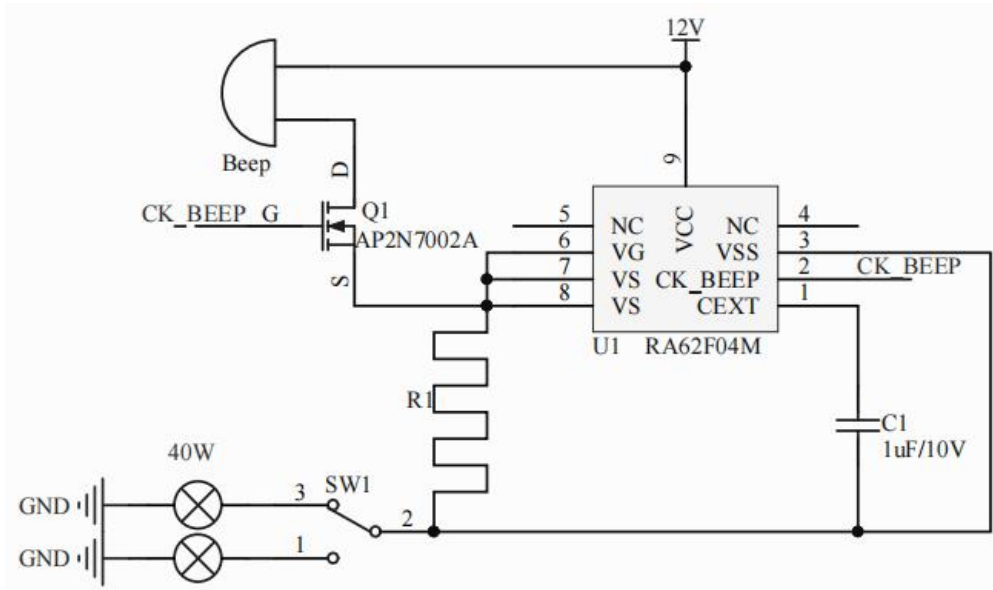 12V
Beep
D
9
CK_BEEP G
Q1
AP2N7002A
S
5 NC VCC NC 4
6 VG VSS 3
7 VS CK_BEEP 2 CK_BEEP
8 VS CEXT 1
U1 RA62F04M
R1
C1
1uF/10V
40W
GND 3 SW1
2
GND 1